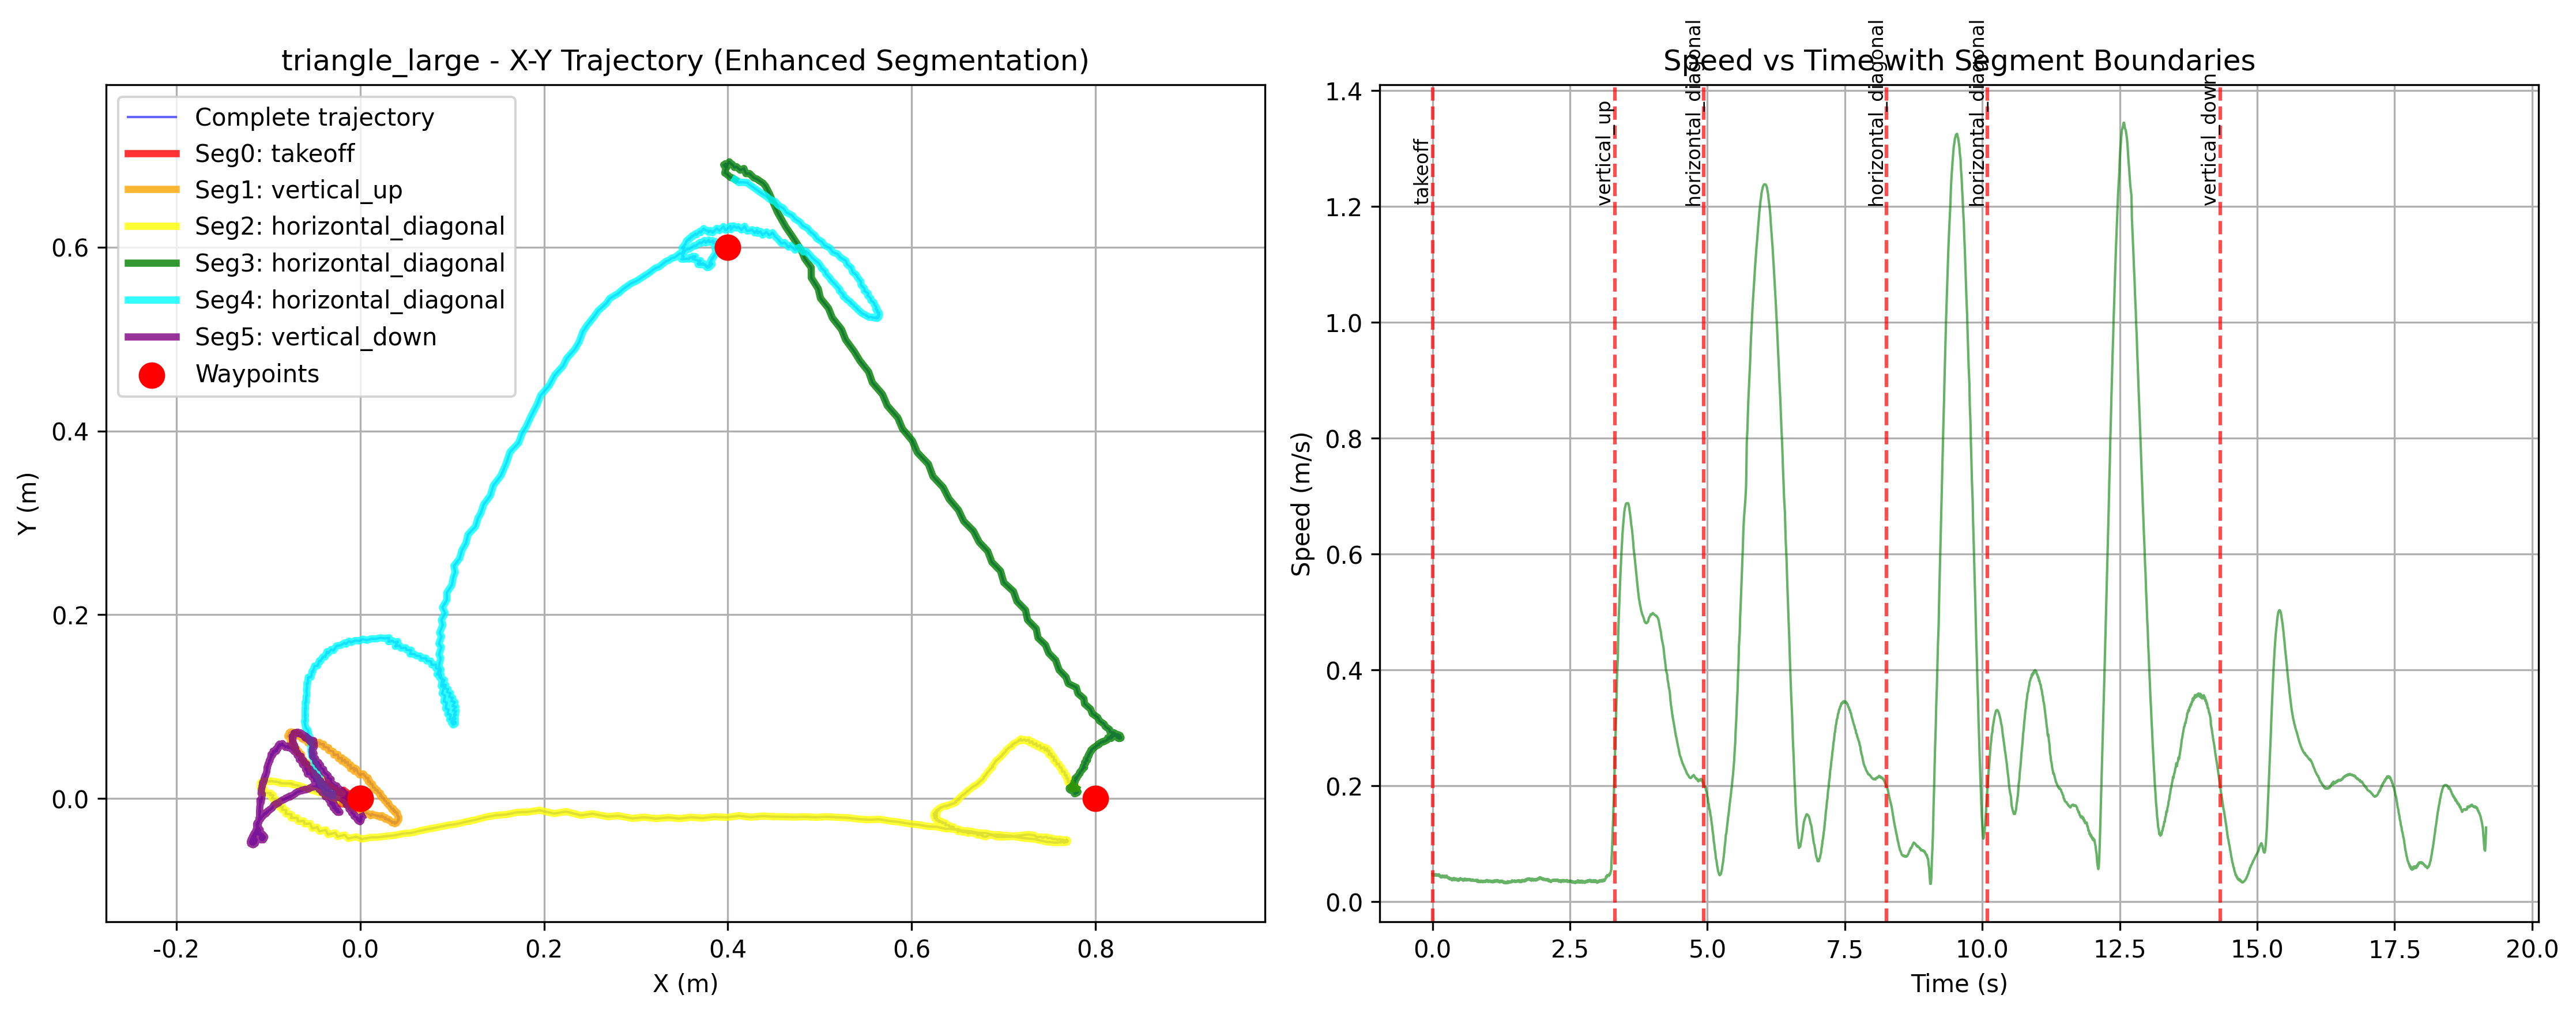 triangle_large - X-Y Trajectory (Enhanced Segmentation)
Complete trajectory
Seg0: takeoff
Seg1: vertical_up
Seg2: horizontal_diagonal
Seg3: horizontal_diagonal
Seg4: horizontal_diagonal
Seg5: vertical_down
Waypoints
0.6
0.4
0.2
0.0
Y (m)
-0.2
0.0
0.2
0.4
0.6
0.8
X (m)
Speed vs Time with Segment Boundaries
takeoff
vertical_up
horizontal_diagonal
horizontal_diagonal
horizontal_diagonal
vertical_down
1.4
1.2
1.0
0.8
0.6
0.4
0.2
0.0
Speed (m/s)
0.0
2.5
5.0
7.5
10.0
12.5
15.0
17.5
20.0
Time (s)